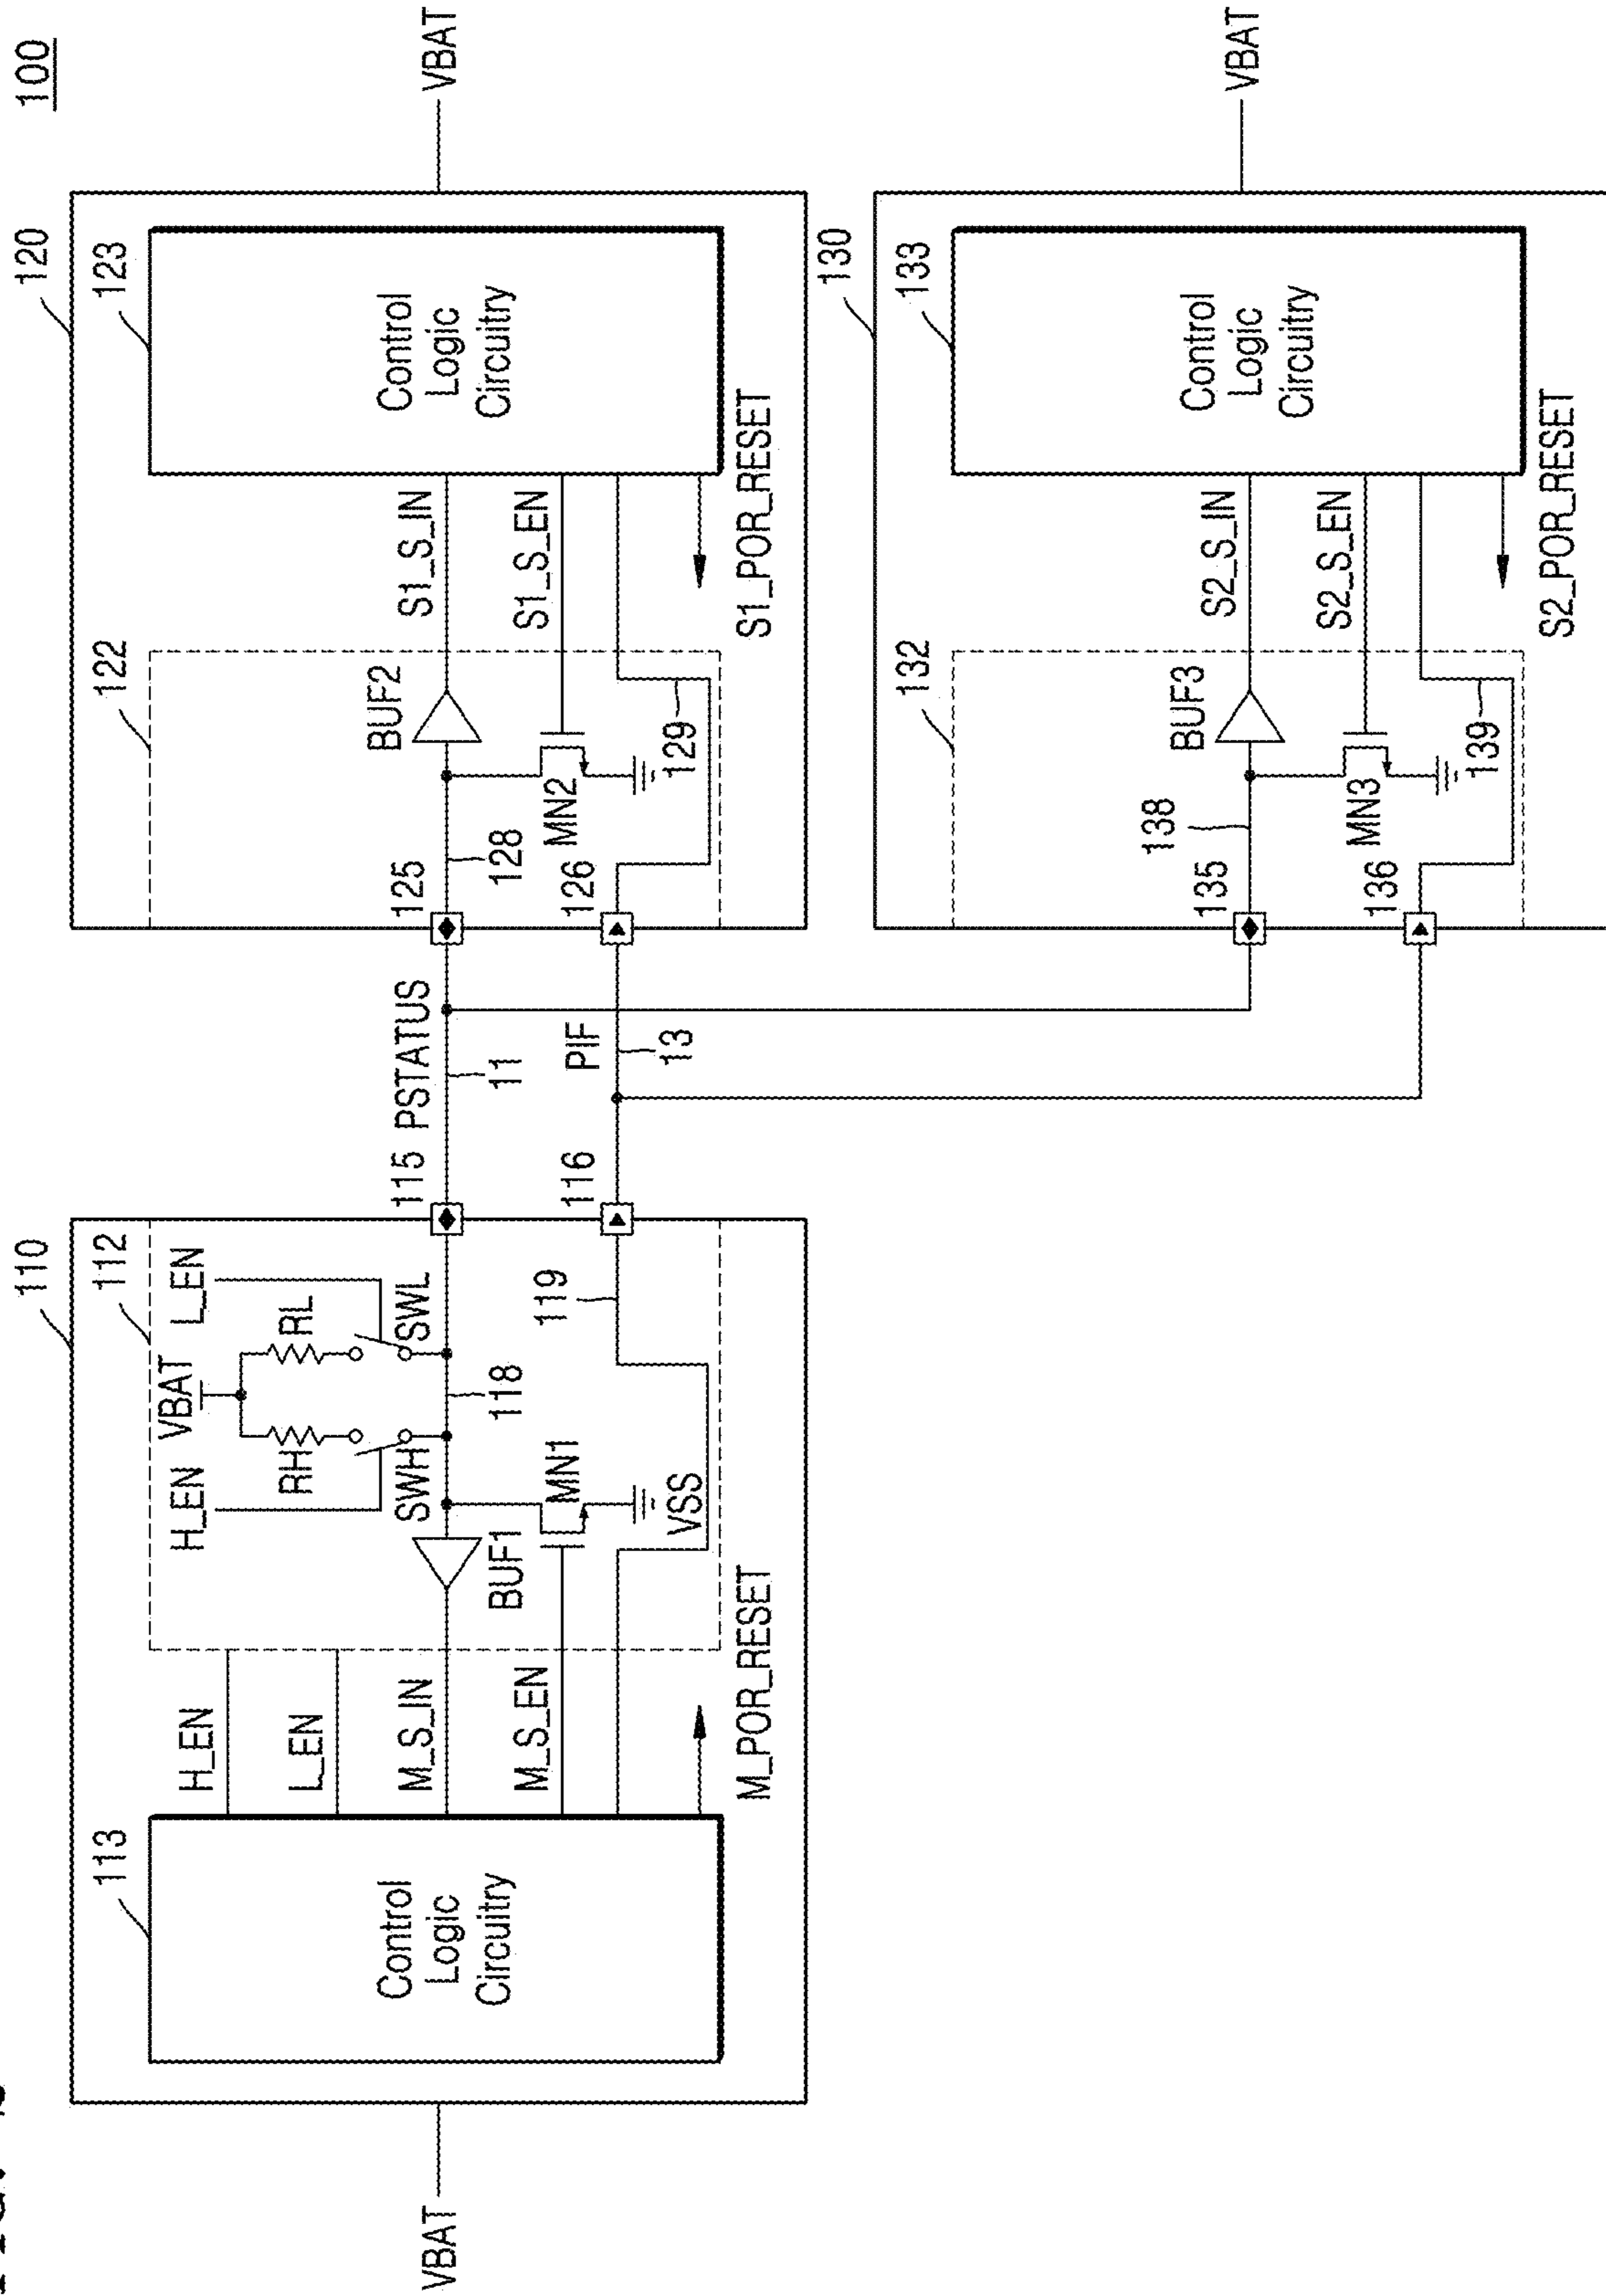 100
110
120
113
112
122
123
H_EN
VBAT
L_EN
H_EN
RH
RL
L_EN
SWH
SWL
VBAT
Control
Logic
Circuitry
M_S_IN
BUF1
118
115
PSTATUS
11
125
128
BUF2
S1_S_IN
Control
Logic
Circuitry
VBAT
M_S_EN
MN1
VSS
119
116
PIF
13
126
MN2
129
S1_S_EN
M_POR_RESET
S1_POR_RESET
130
132
133
135
138
BUF3
S2_S_IN
Control
Logic
Circuitry
VBAT
136
MN3
139
S2_S_EN
S2_POR_RESET